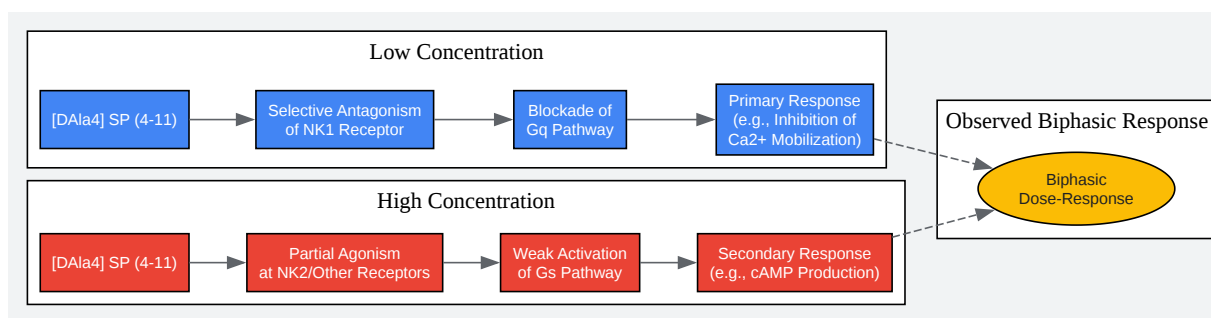 Low Concentration
[DAla4] SP (4-11)
Selective Antagonism
of NK1 Receptor
Blockade of
Gq Pathway
Primary Response
(e.g., Inhibition of
Ca2+ Mobilization)
High Concentration
[DAla4] SP (4-11)
Partial Agonism
at NK2/Other Receptors
Weak Activation
of Gs Pathway
Secondary Response
(e.g., cAMP Production)
Observed Biphasic Response
Biphasic
Dose-Response